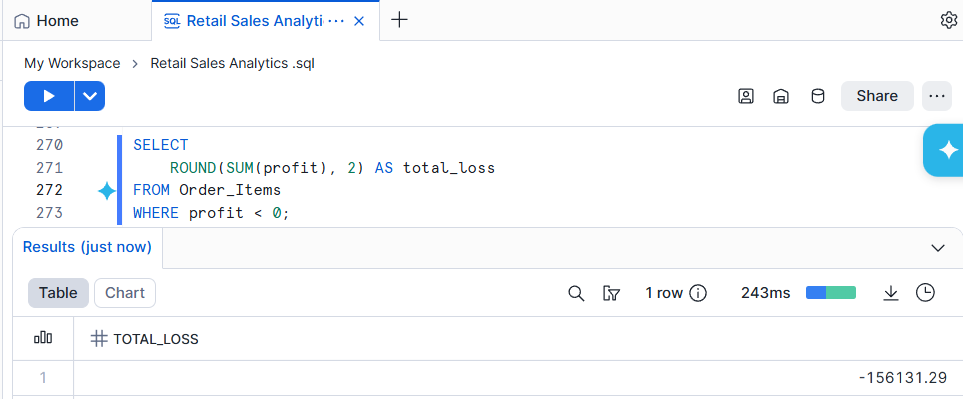 Home
SQL Retail Sales Analyti ···
My Workspace > Retail Sales Analytics .sql
Share
270 SELECT
271 ROUND(SUM(profit), 2) AS total_loss
272 FROM Order_Items
273 WHERE profit < 0;
Results (just now)
Table Chart 1 row 243ms
TOTAL_LOSS
1 -156131.29